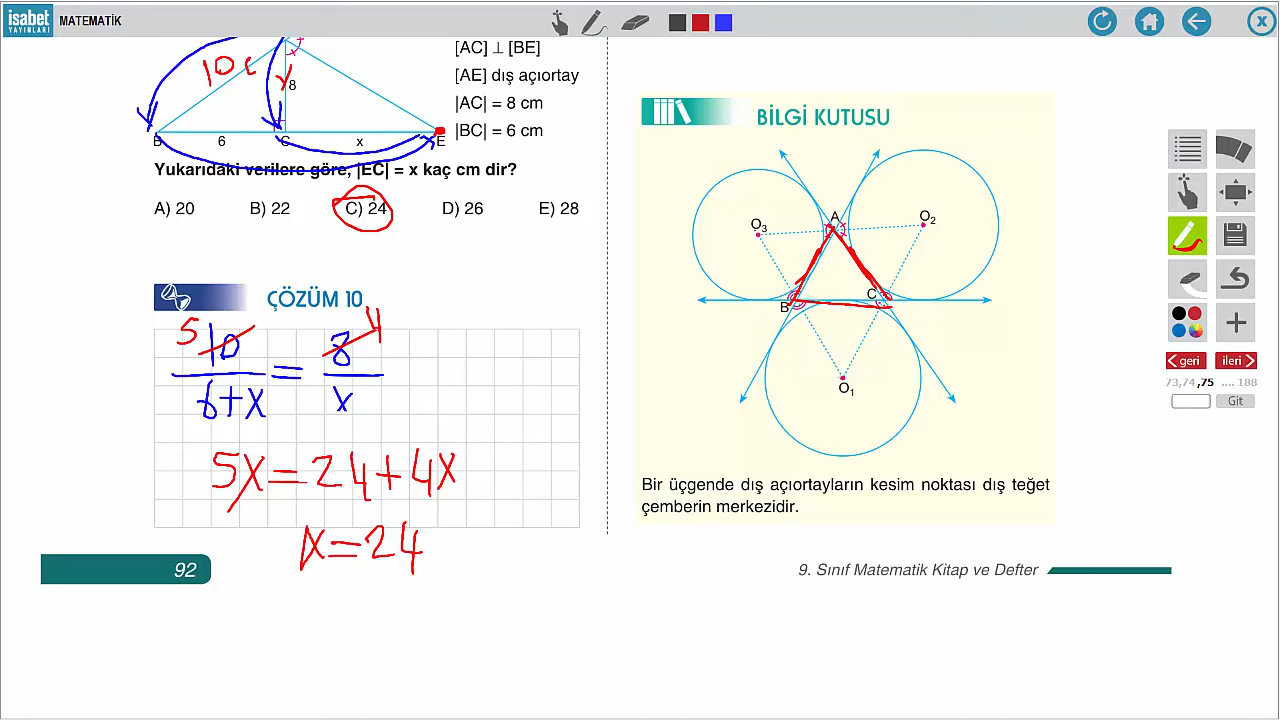 isabet
YAYINLARI
MATEMATİK
10
y
8
B
6
C
x
E
[AC] ⊥ [BE]
[AE] dış açıortay
|AC| = 8 cm
|BC| = 6 cm
Yukarıdaki verilere göre, |EC| = x kaç cm dir?
A) 20 B) 22 C) 24 D) 26 E) 28
ÇÖZÜM 10
5 10 = 8 4
6+x x
5x=24+4x
x=24
92
BİLGİ KUTUSU
A
O3
O2
B
C
O1
Bir üçgende dış açıortayların kesim noktası dış teğet
çemberin merkezidir.
9. Sınıf Matematik Kitap ve Defter
geri
ileri
73,74,75 .... 188
Git